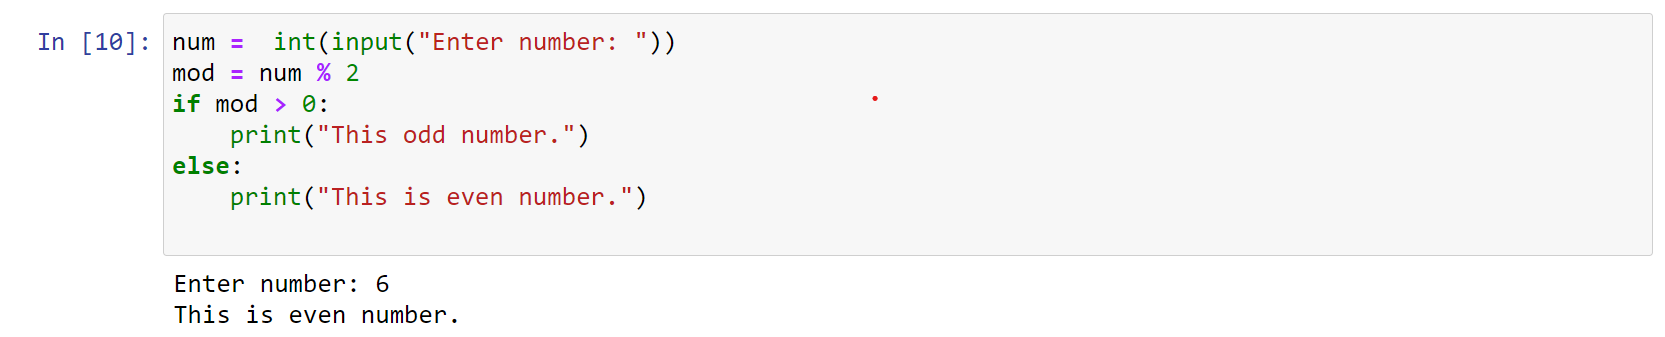 In [10]:
num =  int(input("Enter number: "))
mod = num % 2
if mod > 0:
    print("This odd number.")
else:
    print("This is even number.")
Enter number: 6
This is even number.